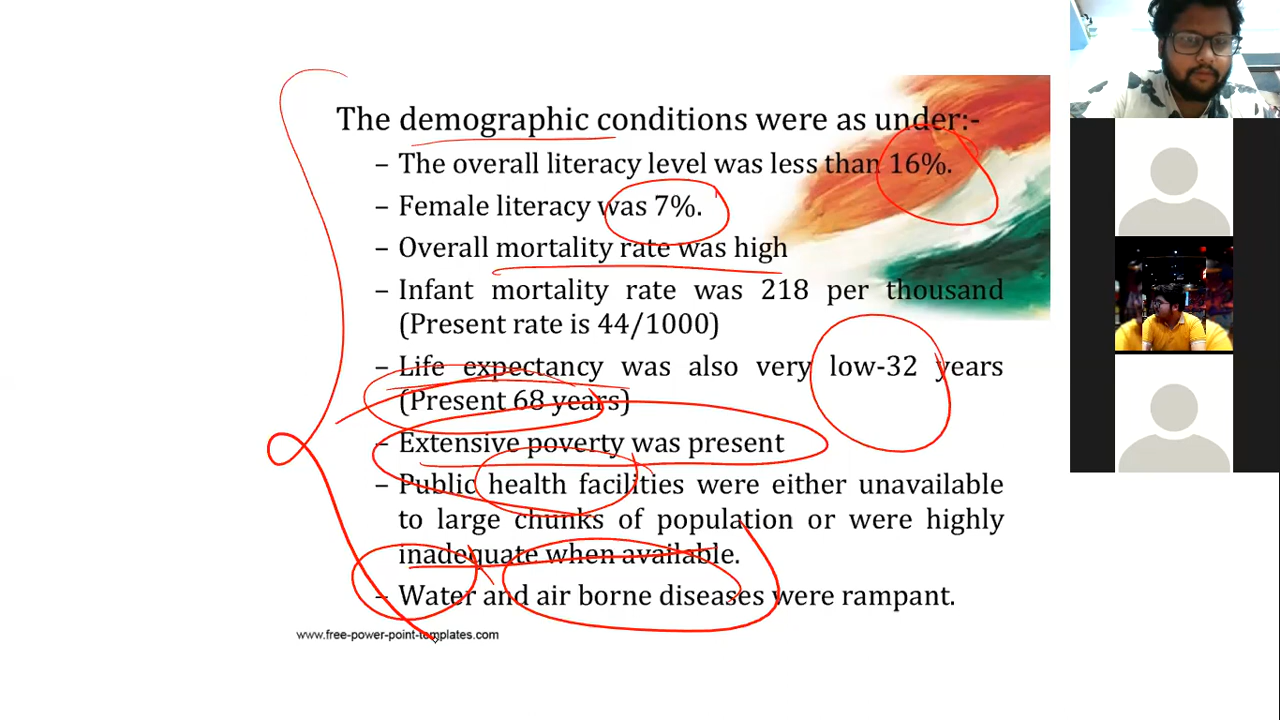 The demographic conditions were as under:-
– The overall literacy level was less than 16%.
– Female literacy was 7%.
– Overall mortality rate was high
– Infant mortality rate was 218 per thousand
(Present rate is 44/1000)
– Life expectancy was also very low-32 years
(Present 68 years)
– Extensive poverty was present
– Public health facilities were either unavailable
to large chunks of population or were highly
inadequate when available.
– Water and air borne diseases were rampant.
www.free-power-point-templates.com